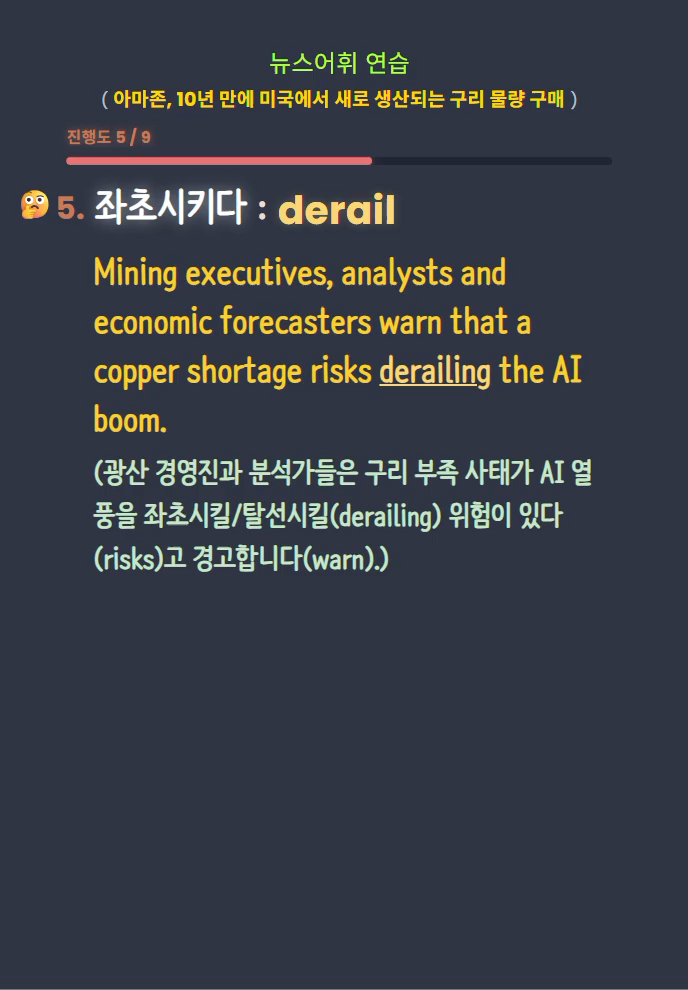 뉴스어휘 연습
( 아마존, 10년 만에 미국에서 새로 생산되는 구리 물량 구매 )
진행도 5 / 9
5. 좌초시키다 : derail
Mining executives, analysts and
economic forecasters warn that a
copper shortage risks derailing the AI
boom.
(광산 경영진과 분석가들은 구리 부족 사태가 AI 열
풍을 좌초시킬/탈선시킬(derailing) 위험이 있다
(risks)고 경고합니다(warn).)